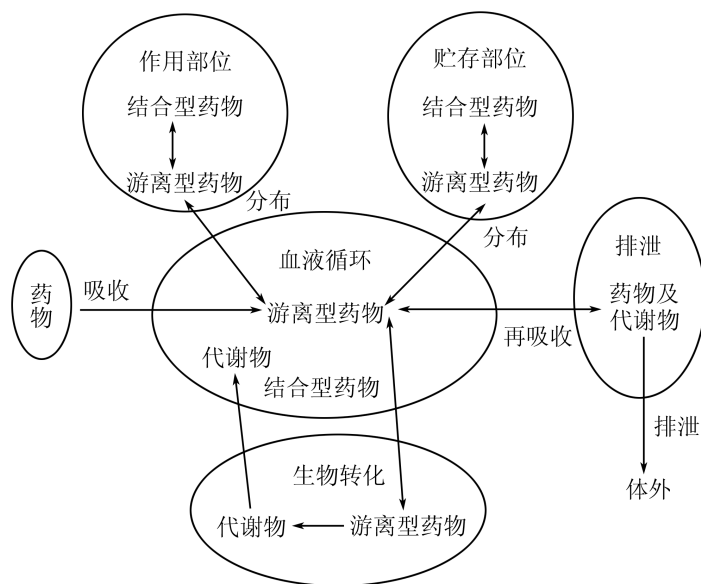 作用部位
结合型药物
游离型药物
贮存部位
结合型药物
游离型药物
分布
分布
血液循环
游离型药物
代谢物
结合型药物
药
物
吸收
排泄
药物及
代谢物
再吸收
排泄
体外
生物转化
代谢物
游离型药物